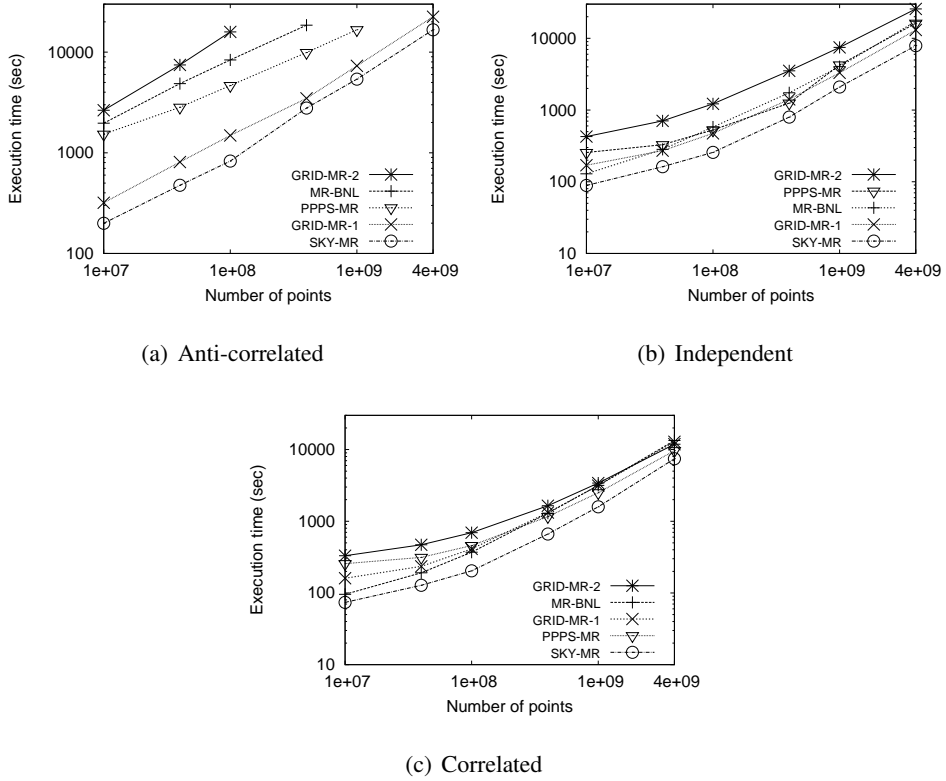 Execution time (sec)
10000
1000
100
GRID-MR-2
MR-BNL
PPPS-MR
GRID-MR-1
SKY-MR
1e+07
1e+08
1e+09
4e+09
Number of points
(a) Anti-correlated
Execution time (sec)
10000
1000
100
10
GRID-MR-2
PPPS-MR
MR-BNL
GRID-MR-1
SKY-MR
1e+07
1e+08
1e+09
4e+09
Number of points
(b) Independent
Execution time (sec)
10000
1000
100
10
GRID-MR-2
MR-BNL
GRID-MR-1
PPPS-MR
SKY-MR
1e+07
1e+08
1e+09
4e+09
Number of points
(c) Correlated